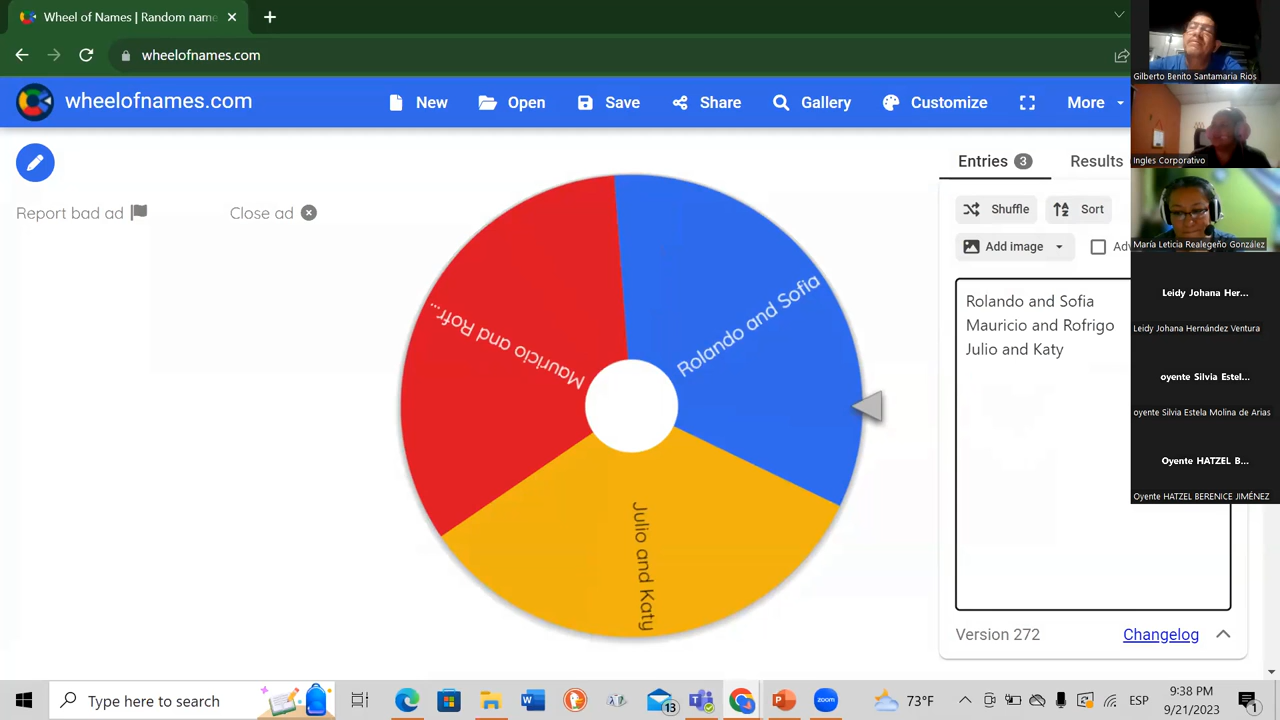 Wheel of Names | Random name
wheelofnames.com
wheelofnames.com
New
Open
Save
Share
Gallery
Customize
More
Report bad ad
Close ad
Entries 3
Results
Shuffle
Sort
Add image
Rolando and Sofia
Mauricio and Rofrigo
Julio and Katy
Mauricio and Rofr...
Rolando and Sofia
Julio and Katy
Version 272
Changelog
Gilberto Benito Santamaria Rios
Ingles Corporativo
María Leticia Realegeño González
Leidy Johana Her...
Leidy Johana Hernández Ventura
oyente Silvia Estel...
oyente Silvia Estela Molina de Arias
Oyente HATZEL B...
Oyente HATZEL BERENICE JIMÉNEZ
Type here to search
13
73°F
ESP
9:38 PM
9/21/2023
1